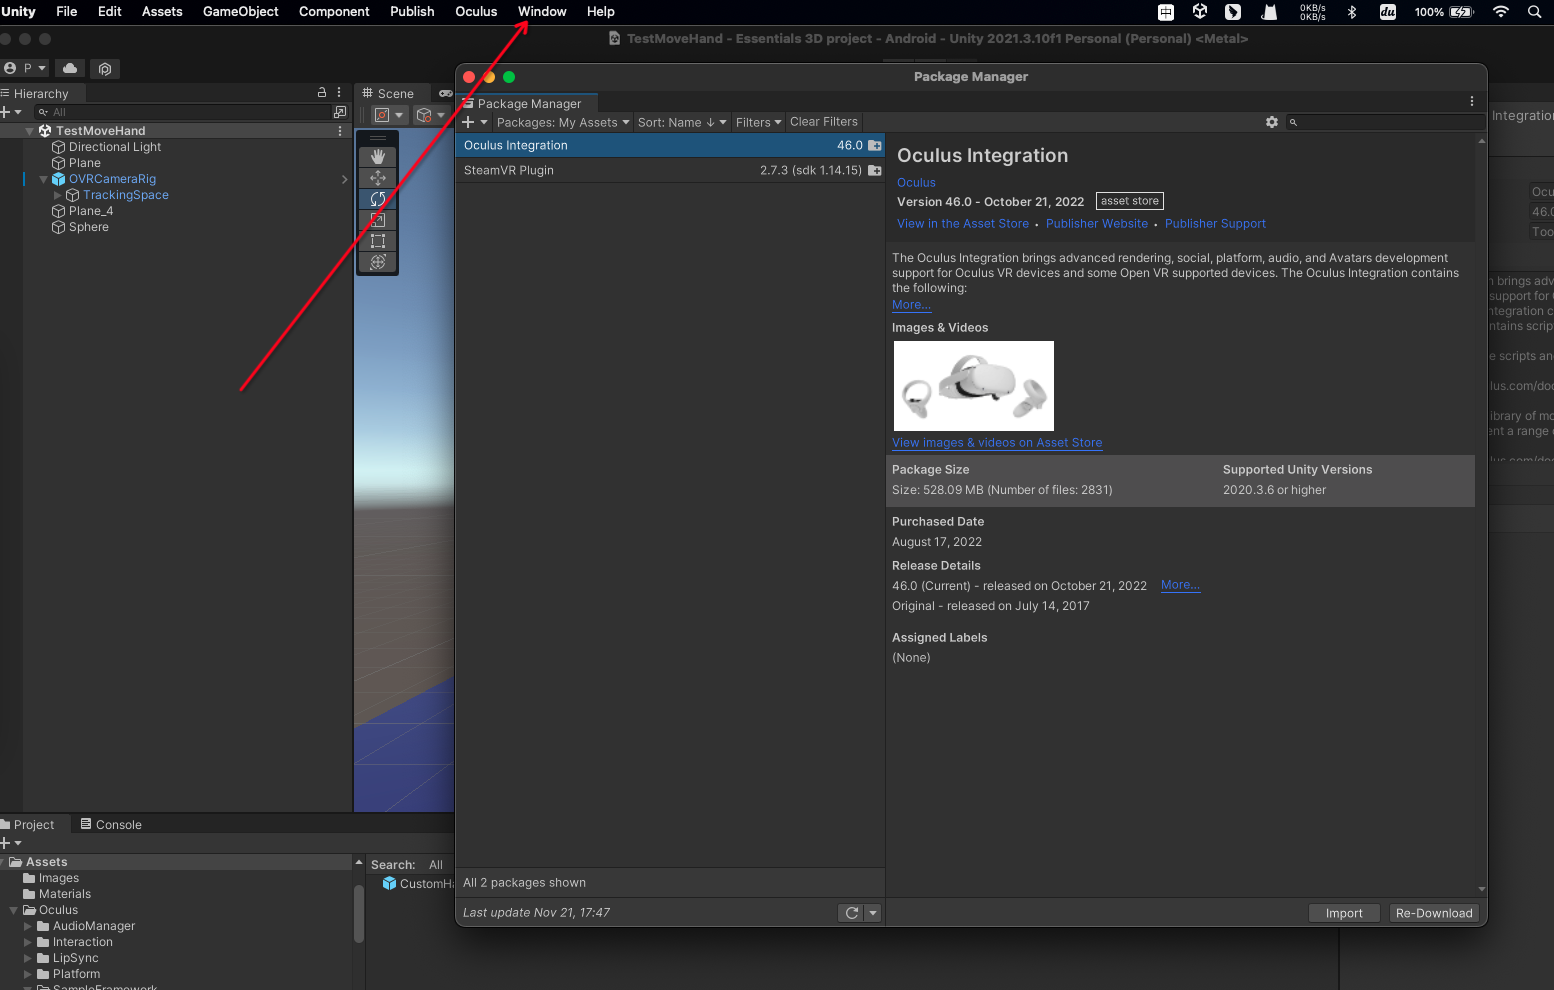 Unity File Edit Assets GameObject Component Publish Oculus Window Help 中 0KB/s 0KB/s du 100%
TestMoveHand - Essentials 3D project - Android - Unity 2021.3.10f1 Personal (Personal) <Metal>
P
Hierarchy
All
TestMoveHand
Directional Light
Plane
OVRCameraRig
TrackingSpace
Plane_4
Sphere
Scene
Package Manager
Package Manager
Packages: My Assets Sort: Name ↓ Filters Clear Filters
Oculus Integration 46.0
SteamVR Plugin 2.7.3 (sdk 1.14.15)
All 2 packages shown
Last update Nov 21, 17:47
Oculus Integration
Oculus
Version 46.0 - October 21, 2022 asset store
View in the Asset Store • Publisher Website • Publisher Support
The Oculus Integration brings advanced rendering, social, platform, audio, and Avatars development
support for Oculus VR devices and some Open VR supported devices. The Oculus Integration contains
the following:
More...
Images & Videos
View images & videos on Asset Store
Package Size Supported Unity Versions
Size: 528.09 MB (Number of files: 2831) 2020.3.6 or higher
Purchased Date
August 17, 2022
Release Details
46.0 (Current) - released on October 21, 2022 More...
Original - released on July 14, 2017
Assigned Labels
(None)
Import Re-Download
Integration
Ocu
46.0
Too
n brings adv
support for
ntegration c
ntains scrip
e scripts and
lus.com/doc
ibrary of mo
ent a range
lus.com/doc
Project Console
Assets
Images
Materials
Oculus
AudioManager
Interaction
LipSync
Platform
SampleFramework
Search: All
CustomHa